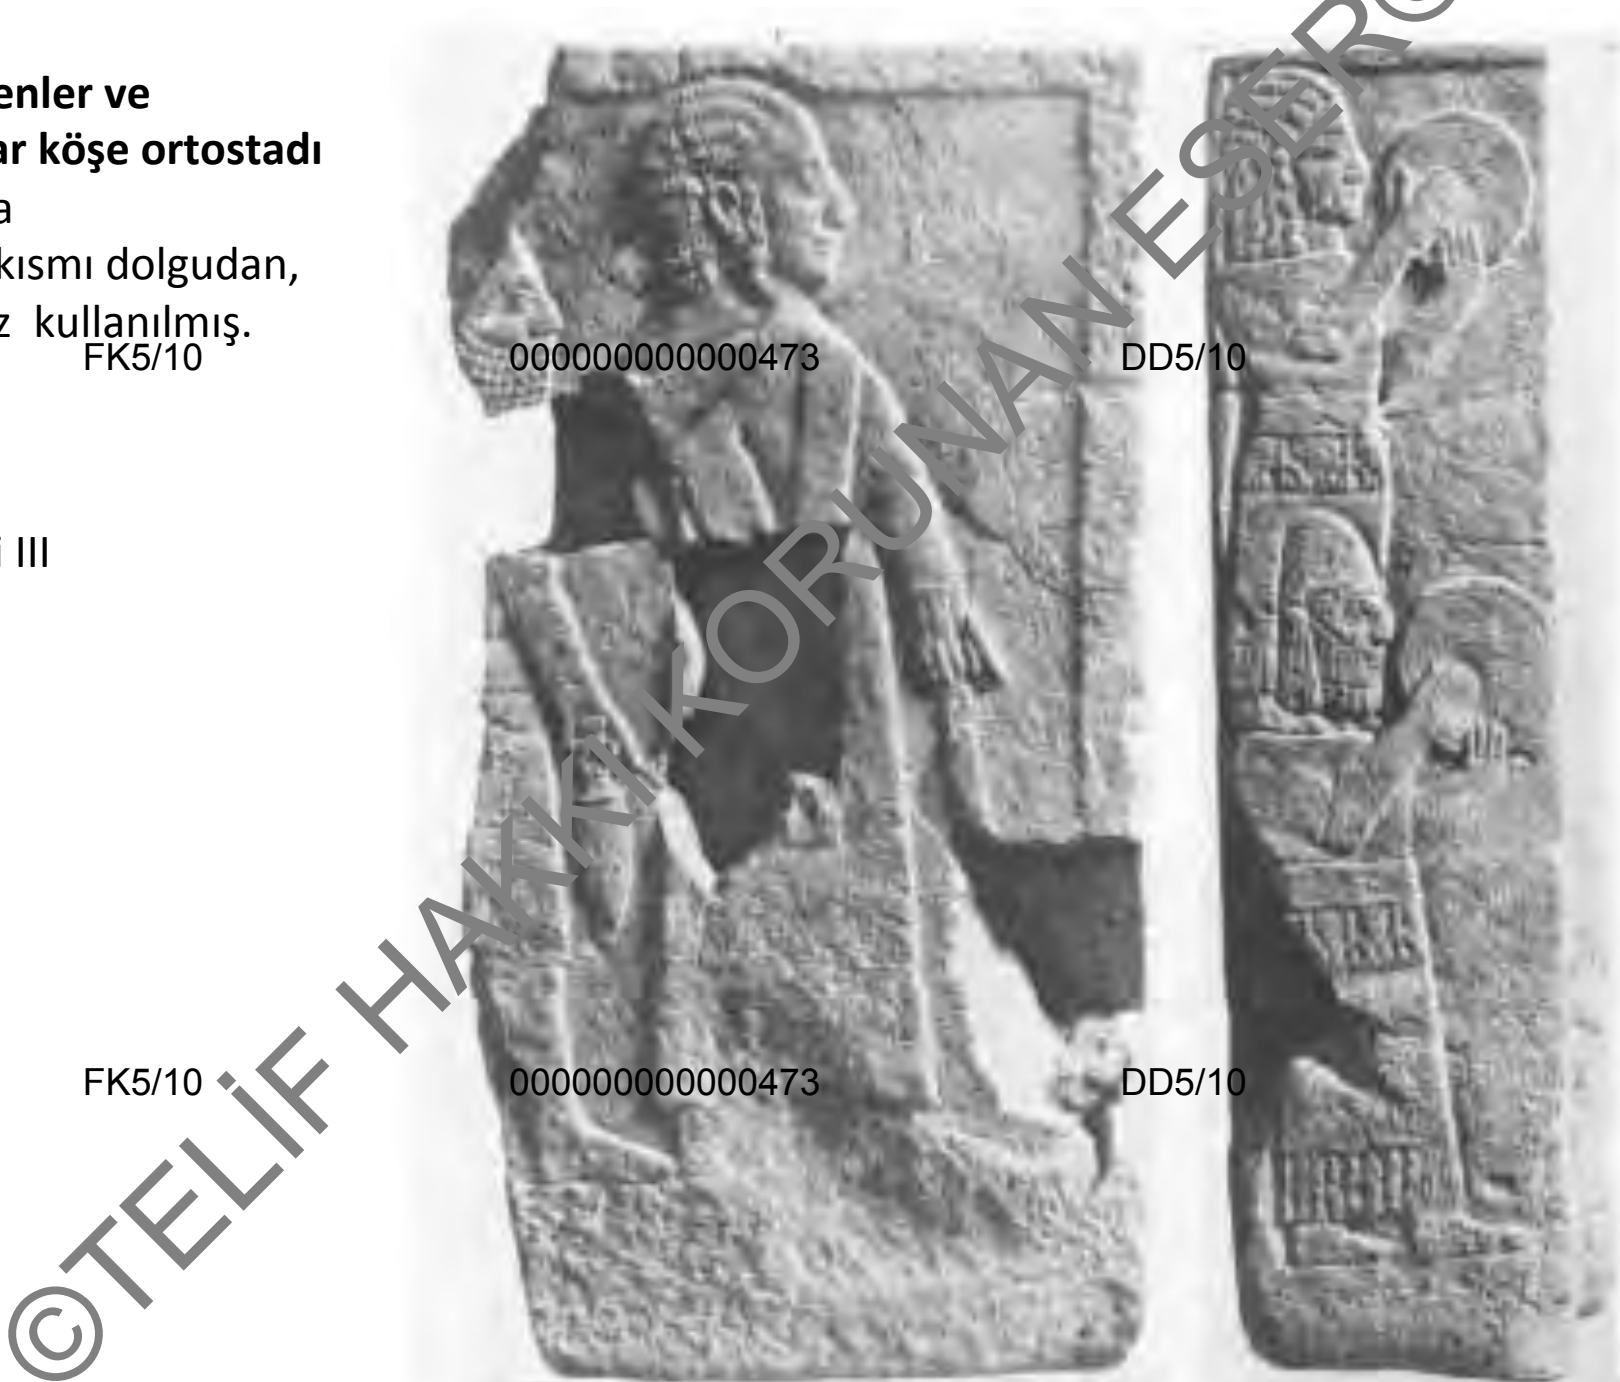 enler ve
ar köşe ortostadı
a
kısmı dolgudan,
z kullanılmış.
FK5/10 000000000000473 DD5/10
i III
FK5/10 000000000000473 DD5/10
©TELİF HAKKI KORUNAN ESER©